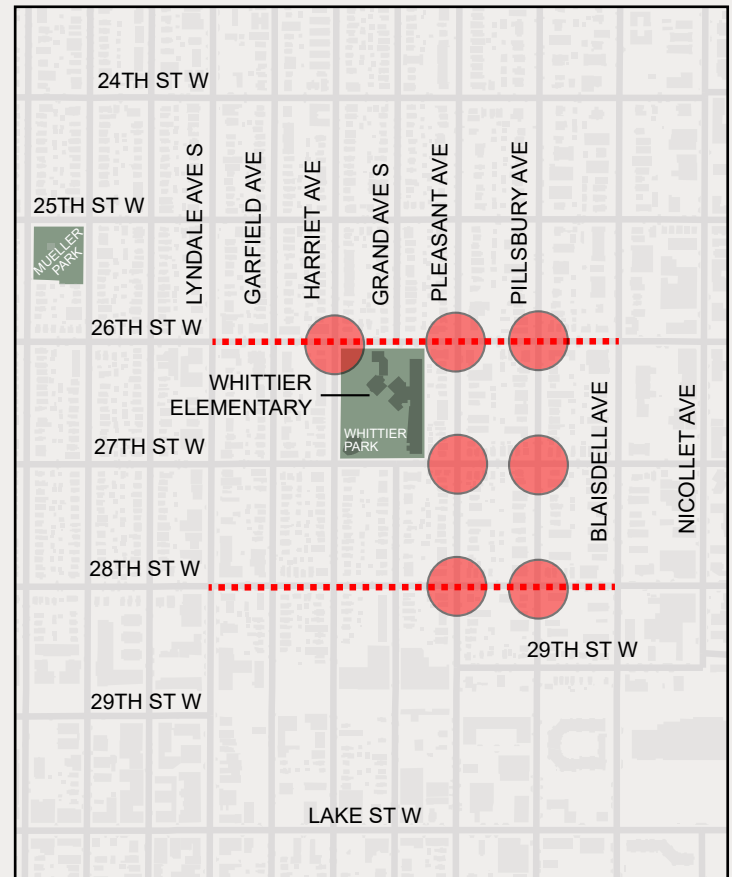 24TH ST W
25TH ST W
MUELLER
PARK
LYNDALE AVE S
GARFIELD AVE
HARRIET AVE
GRAND AVE S
PLEASANT AVE
PILLSBURY AVE
26TH ST W
WHITTIER
ELEMENTARY
WHITTIER
PARK
27TH ST W
BLAISDELL AVE
NICOLLET AVE
28TH ST W
29TH ST W
29TH ST W
LAKE ST W